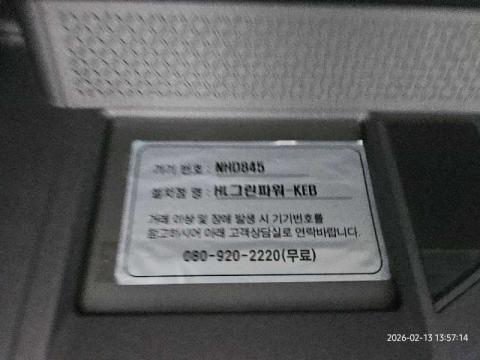 기기 번호 : NHD845
설치점 명 : HL그린파워-KEB
거래 이상 및 장애 발생 시 기기번호를
참고하시어 아래 고객상담실로 연락바랍니다.
080-920-2220(무료)
2026-02-13 13:57:14